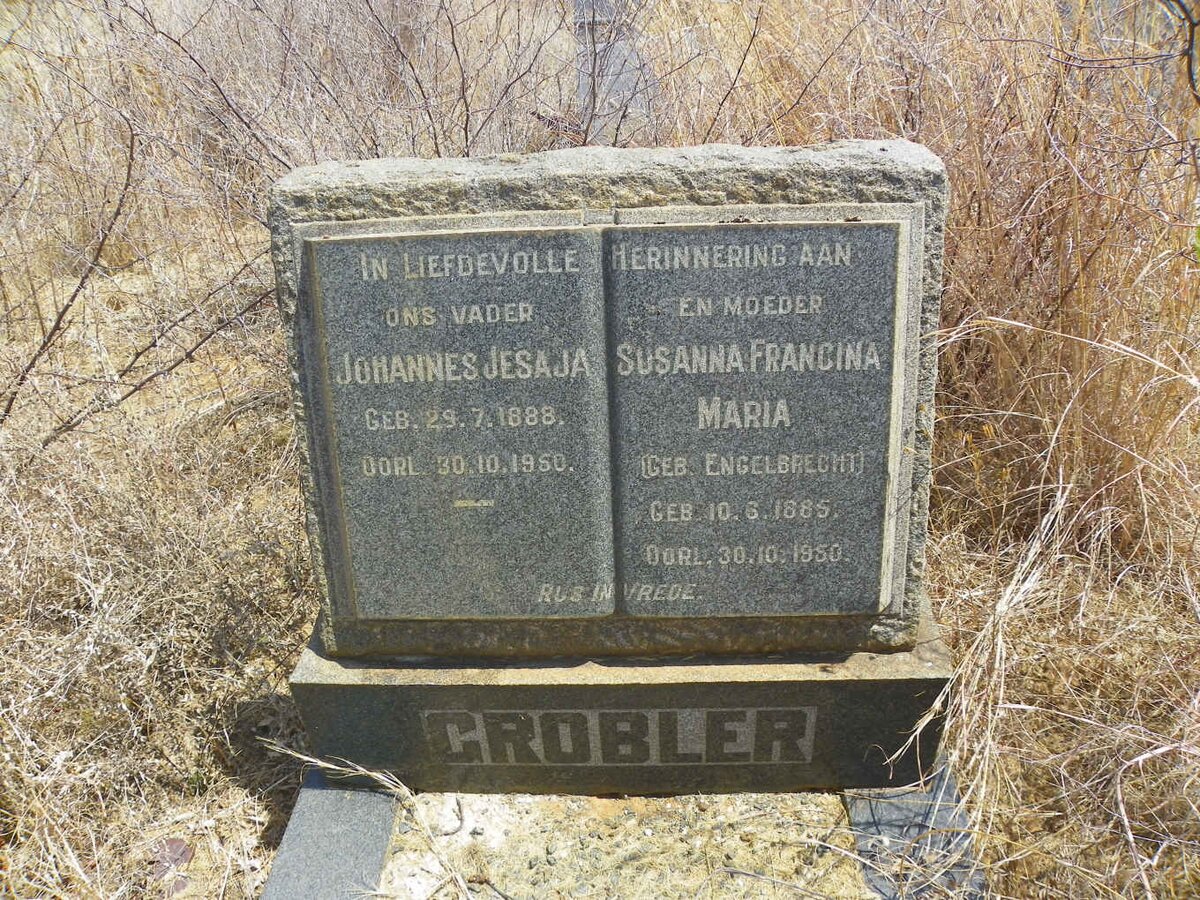 IN LIEFDEVOLLE HERINNERING AAN
ONS VADER EN MOEDER
JOHANNES JESAJA
GEB. 29.7.1888.
OORL. 30.10.1950.
SUSANNA FRANCINA
MARIA
(GEB. ENGELBRECHT)
GEB. 10.6.1885.
OORL. 30.10.1950.
RUS IN VREDE.
GROBLER